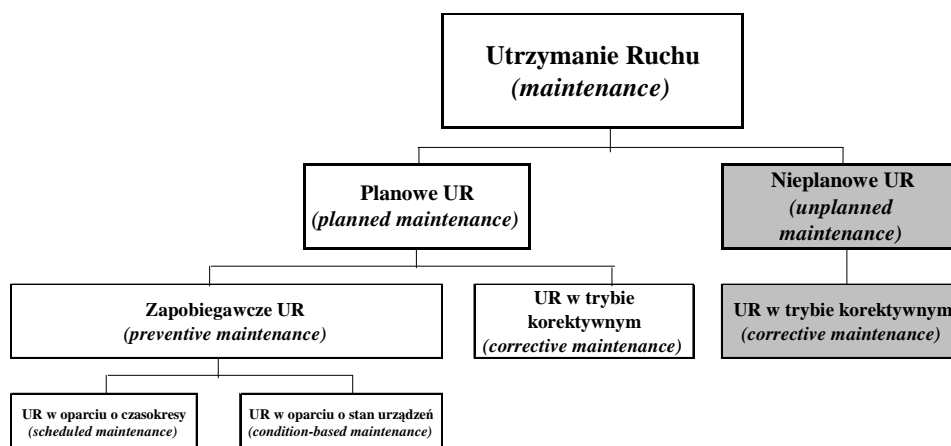 Utrzymanie Ruchu
(maintenance)
Planowe UR
(planned maintenance)
Nieplanowe UR
(unplanned
maintenance)
Zapobiegawcze UR
(preventive maintenance)
UR w trybie
korektywnym
(corrective maintenance)
UR w trybie korektywnym
(corrective maintenance)
UR w oparciu o czasokresy
(scheduled maintenance)
UR w oparciu o stan urządzeń
(condition-based maintenance)